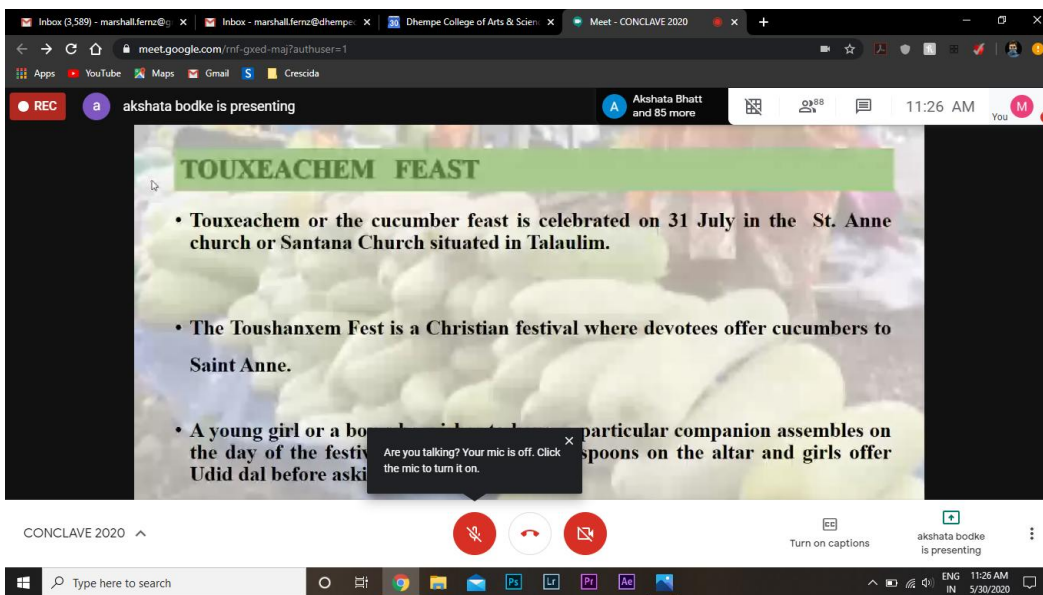 Inbox (3,589) - marshall.fernz@g
Inbox - marshall.fernz@dhempec
Dhempe College of Arts & Scien
Meet - CONCLAVE 2020
meet.google.com/rnf-gxed-maj?authuser=1
Apps YouTube Maps Gmail Crescida
REC
a akshata bodke is presenting
A Akshata Bhatt
and 85 more
88
11:26 AM
You M
TOUXEACHEM FEAST
• Touxeachem or the cucumber feast is celebrated on 31 July in the St. Anne
church or Santana Church situated in Talaulim.
• The Toushanxem Fest is a Christian festival where devotees offer cucumbers to
Saint Anne.
• A young girl or a particular companion assembles on
the day of the spoons on the altar and girls offer
Udid dal before
Are you talking? Your mic is off. Click
the mic to turn it on.
CONCLAVE 2020
Turn on captions
akshata bodke
is presenting
Type here to search
Ps Lr Pr Ae
ENG 11:26 AM
IN 5/30/2020